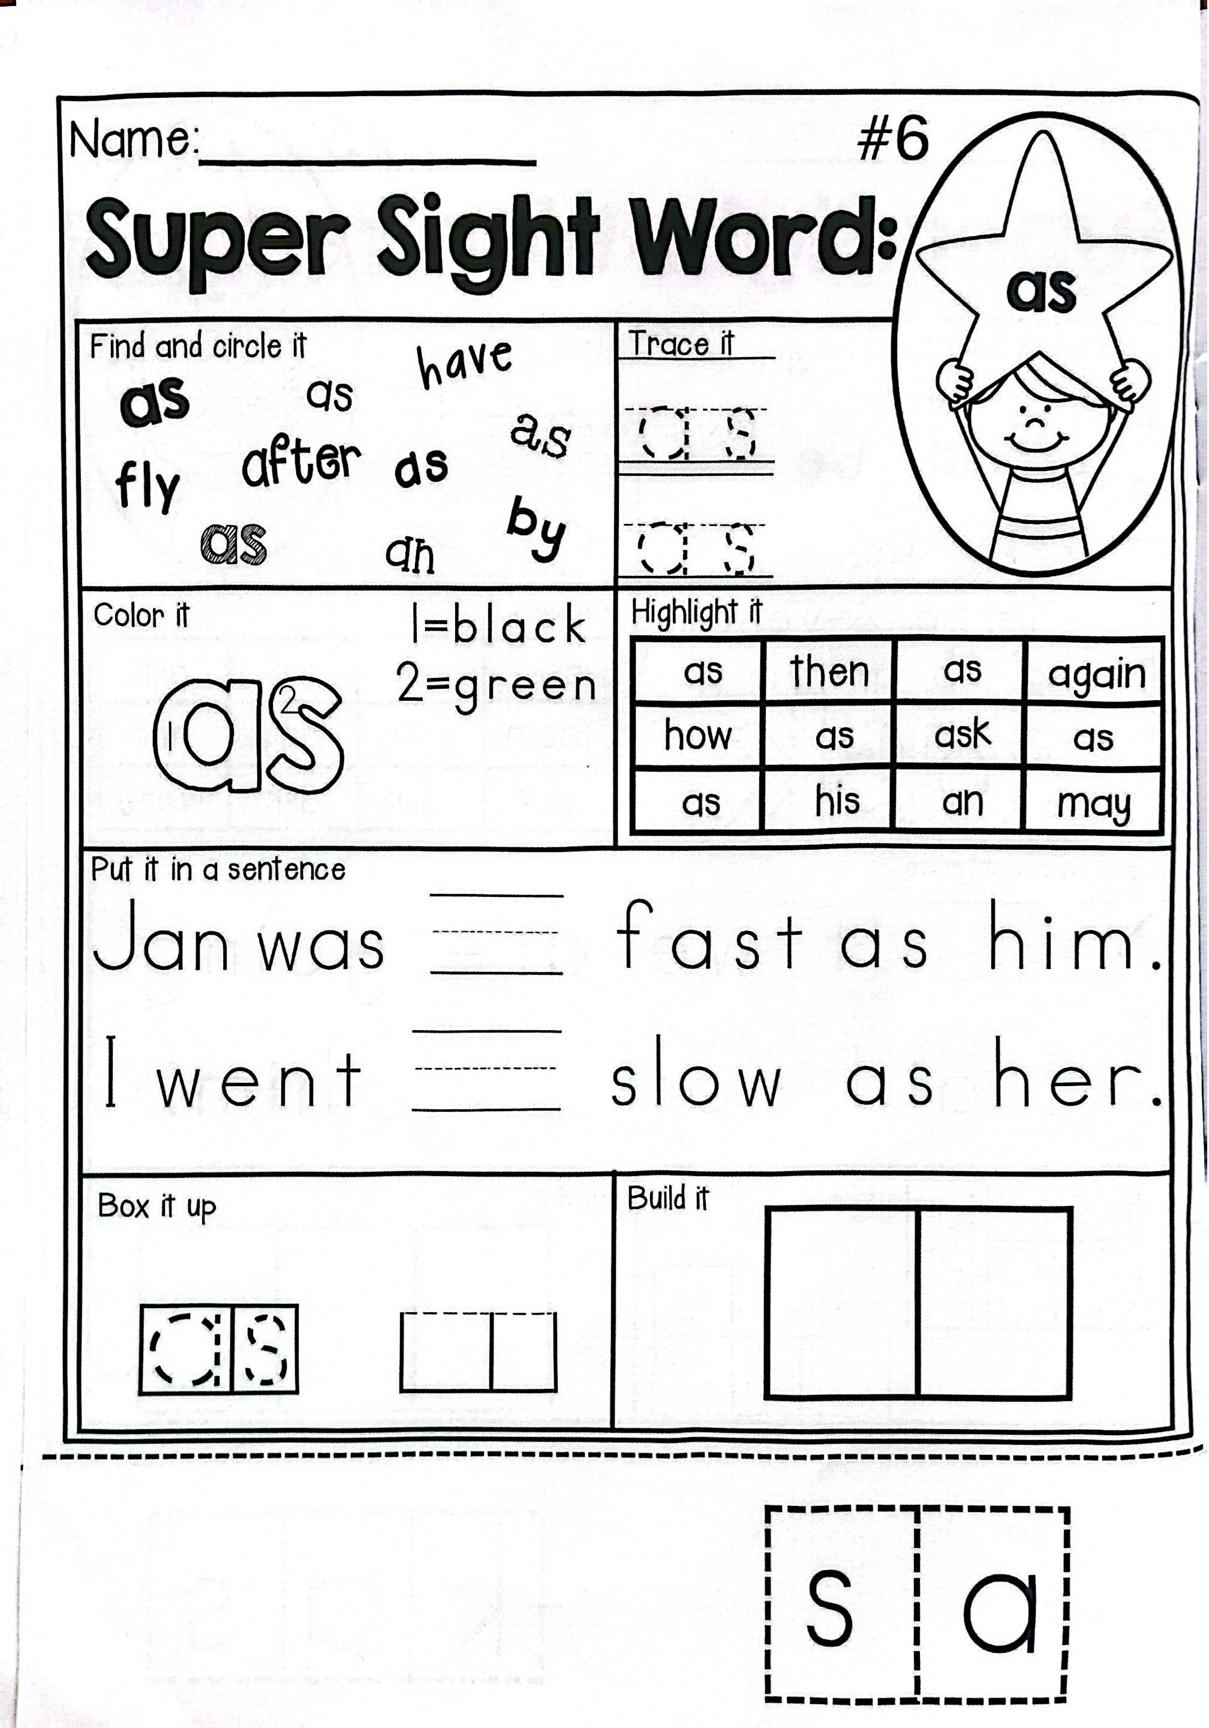 Name:
#6
Super Sight Word:
as
Find and circle it
as
as
have
as
fly
after
as
as
an
by
Trace it
as
as
Color it
1=black
2=green
1
as
2
Highlight it
as then as again
how as ask as
as his an may
Put it in a sentence
Jan was fast as him.
I went slow as her.
Box it up
as
Build it
s a